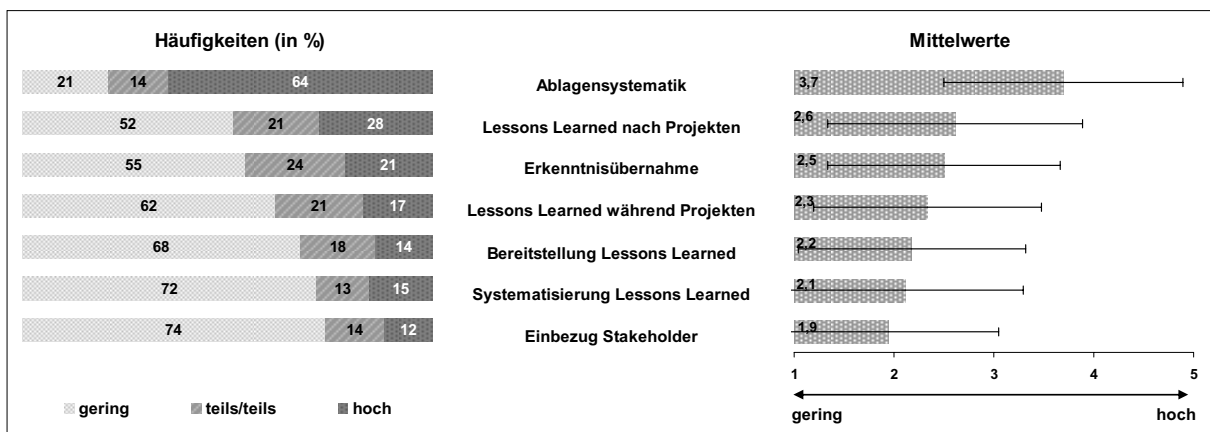 Häufigkeiten (in %)
Mittelwerte
21 14 64 Ablagensystematik 3,7
52 21 28 Lessons Learned nach Projekten 2,6
55 24 21 Erkenntnisübernahme 2,5
62 21 17 Lessons Learned während Projekten 2,3
68 18 14 Bereitstellung Lessons Learned 2,2
72 13 15 Systematisierung Lessons Learned 2,1
74 14 12 Einbezug Stakeholder 1,9
1 2 3 4 5
gering teils/teils hoch
gering hoch